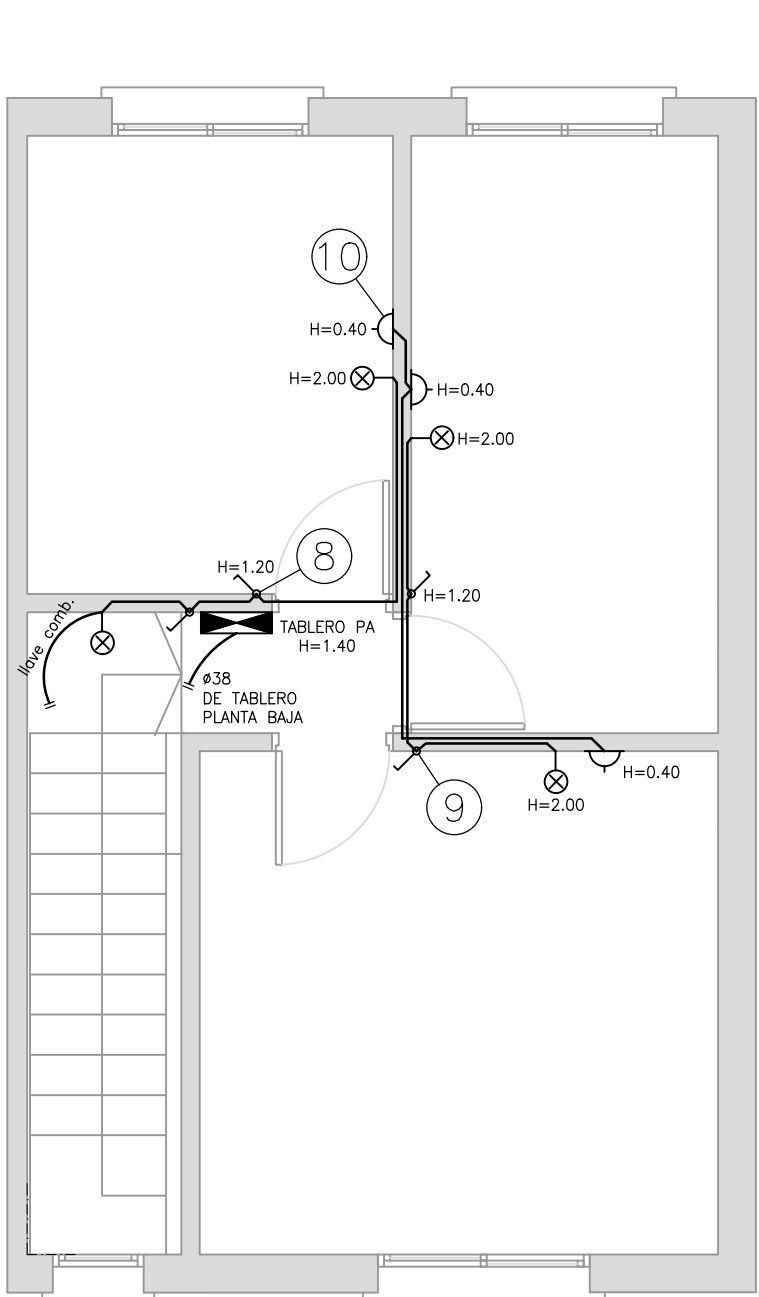 10
H=0.40
H=2.00
H=0.40
H=2.00
8
H=1.20
H=1.20
llave comb.
TABLERO PA
H=1.40
ø38
DE TABLERO
PLANTA BAJA
H=0.40
9
H=2.00